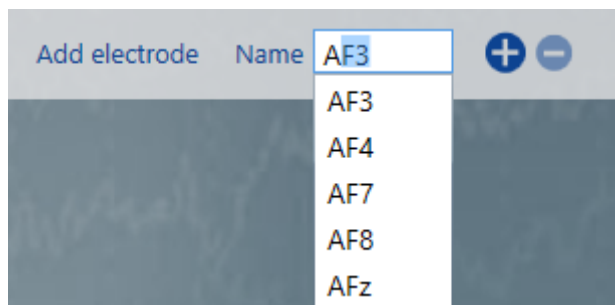 Add electrode Name AF3
AF3
AF4
AF7
AF8
AFz